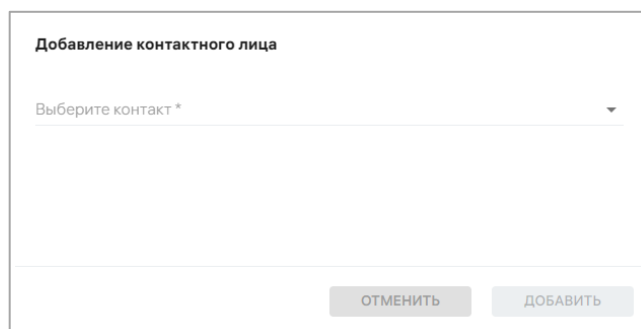 Добавление контактного лица
Выберите контакт *
ОТМЕНИТЬ ДОБАВИТЬ